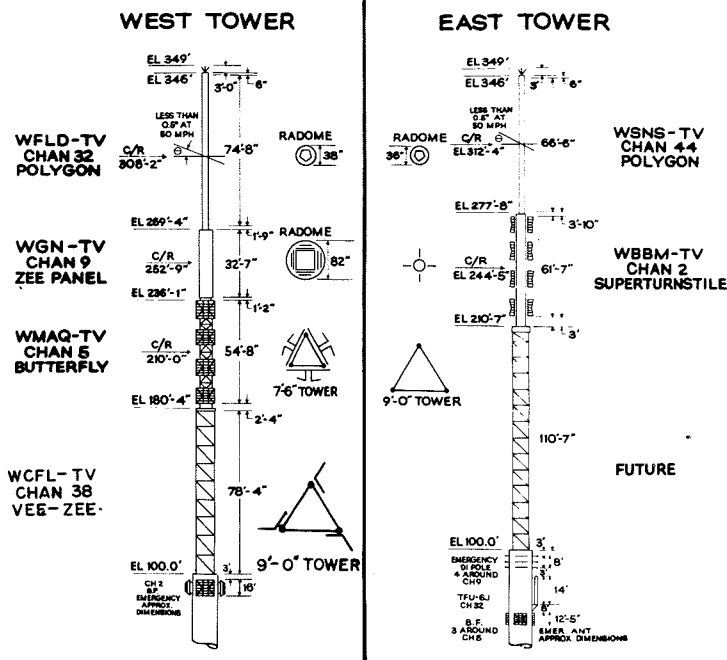 WEST TOWER
EL 349'
EL 346'
3'-0"
6"
LESS THAN
0.5° AT
50 MPH
θ
WFLD-TV
CHAN 32
POLYGON
C/R
308'-2"
74'-8"
RADOME
38"
EL 269'-4"
1'-9"
WGN-TV
CHAN 9
ZEE PANEL
C/R
252'-9"
32'-7"
RADOME
82"
EL 236'-1"
1'-2"
WMAQ-TV
CHAN 5
BUTTERFLY
C/R
210'-0"
54'-8"
7'-6" TOWER
EL 180'-4"
2'-4"
WCFL-TV
CHAN 38
VEE-ZEE
78'-4"
9'-0" TOWER
EL 100.0'
3'
16'
CH 2
B.F.
EMERGENCY
APPROX.
DIMENSIONS
EAST TOWER
EL 349'
EL 346'
3'
6"
LESS THAN
0.5° AT
50 MPH
θ
RADOME
36"
C/R
EL 312'-4"
66'-6"
WSNS-TV
CHAN 44
POLYGON
EL 277'-8"
3'-10"
C/R
EL 244'-5"
61'-7"
WBBM-TV
CHAN 2
SUPERTURNSTILE
EL 210'-7"
3'
9'-0" TOWER
110'-7"
FUTURE
EL 100.0'
3'
EMERGENCY
DI POLE
4 AROUND
CH 9
8'
TFU-6J
CH 32
14'
8'
B.F.
3 AROUND
CH 5
12'-5"
EMER. ANT
APPROX DIMENSIONS